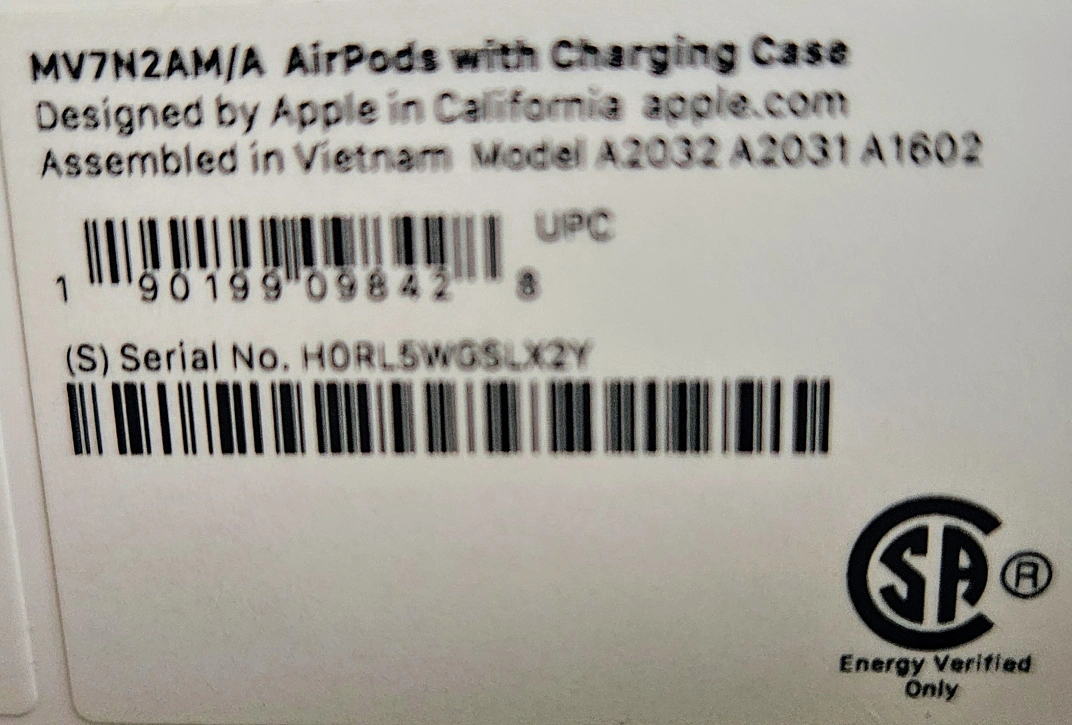 MV7N2AM/A AirPods with Charging Case
Designed by Apple in California apple.com
Assembled in Vietnam Model A2032 A2031 A1602
UPC
1 90199 09842 8
(S) Serial No. H0RL5WGSLX2Y
CSA ®
Energy Verified
Only